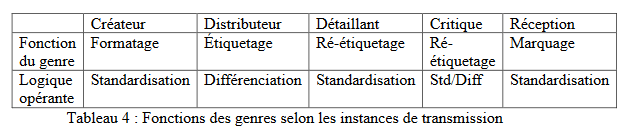 Créateur Distributeur Détaillant Critique Réception
Fonction du genre Formatage Étiquetage Ré-étiquetage Ré-étiquetage Marquage
Logique opérante Standardisation Différenciation Standardisation Std/Diff Standardisation
Tableau 4 : Fonctions des genres selon les instances de transmission